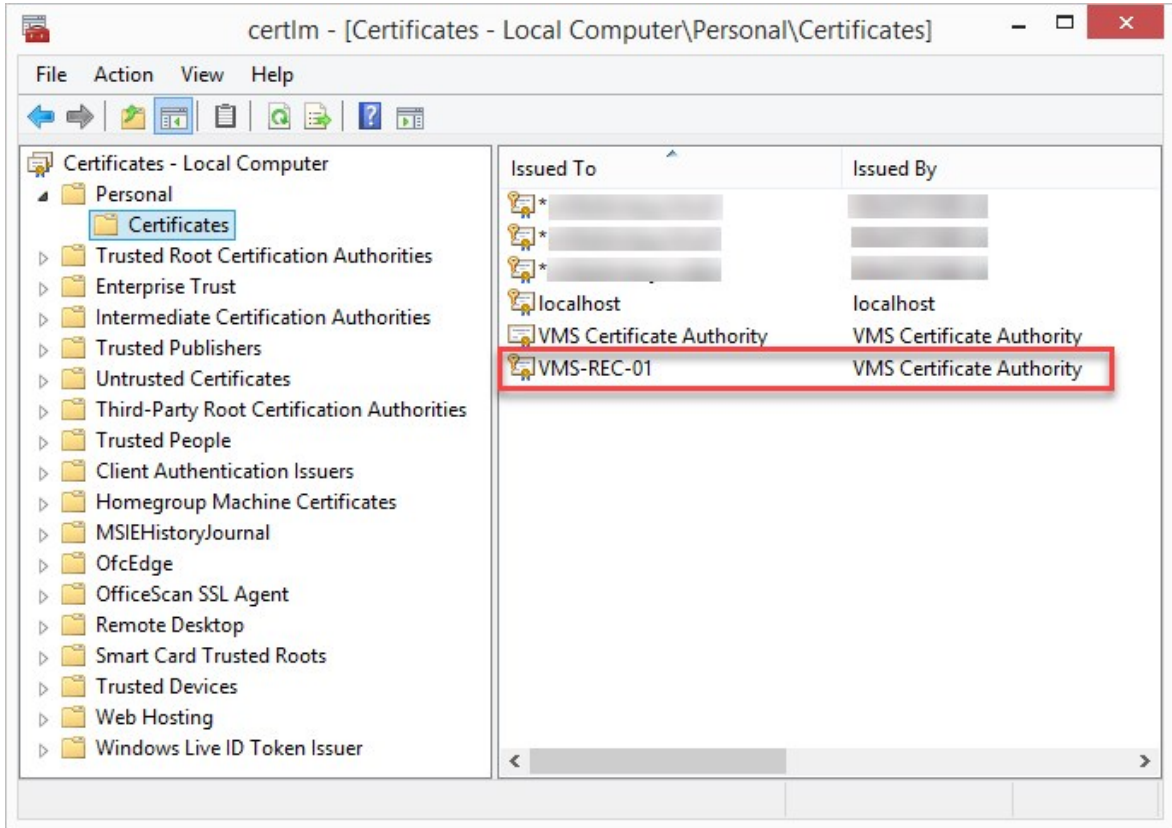 certlm - [Certificates - Local Computer\Personal\Certificates]
File Action View Help
Certificates - Local Computer
Personal
Certificates
Trusted Root Certification Authorities
Enterprise Trust
Intermediate Certification Authorities
Trusted Publishers
Untrusted Certificates
Third-Party Root Certification Authorities
Trusted People
Client Authentication Issuers
Homegroup Machine Certificates
MSIEHistoryJournal
OfcEdge
OfficeScan SSL Agent
Remote Desktop
Smart Card Trusted Roots
Trusted Devices
Web Hosting
Windows Live ID Token Issuer
Issued To Issued By
*
*
*
localhost localhost
VMS Certificate Authority VMS Certificate Authority
VMS-REC-01 VMS Certificate Authority